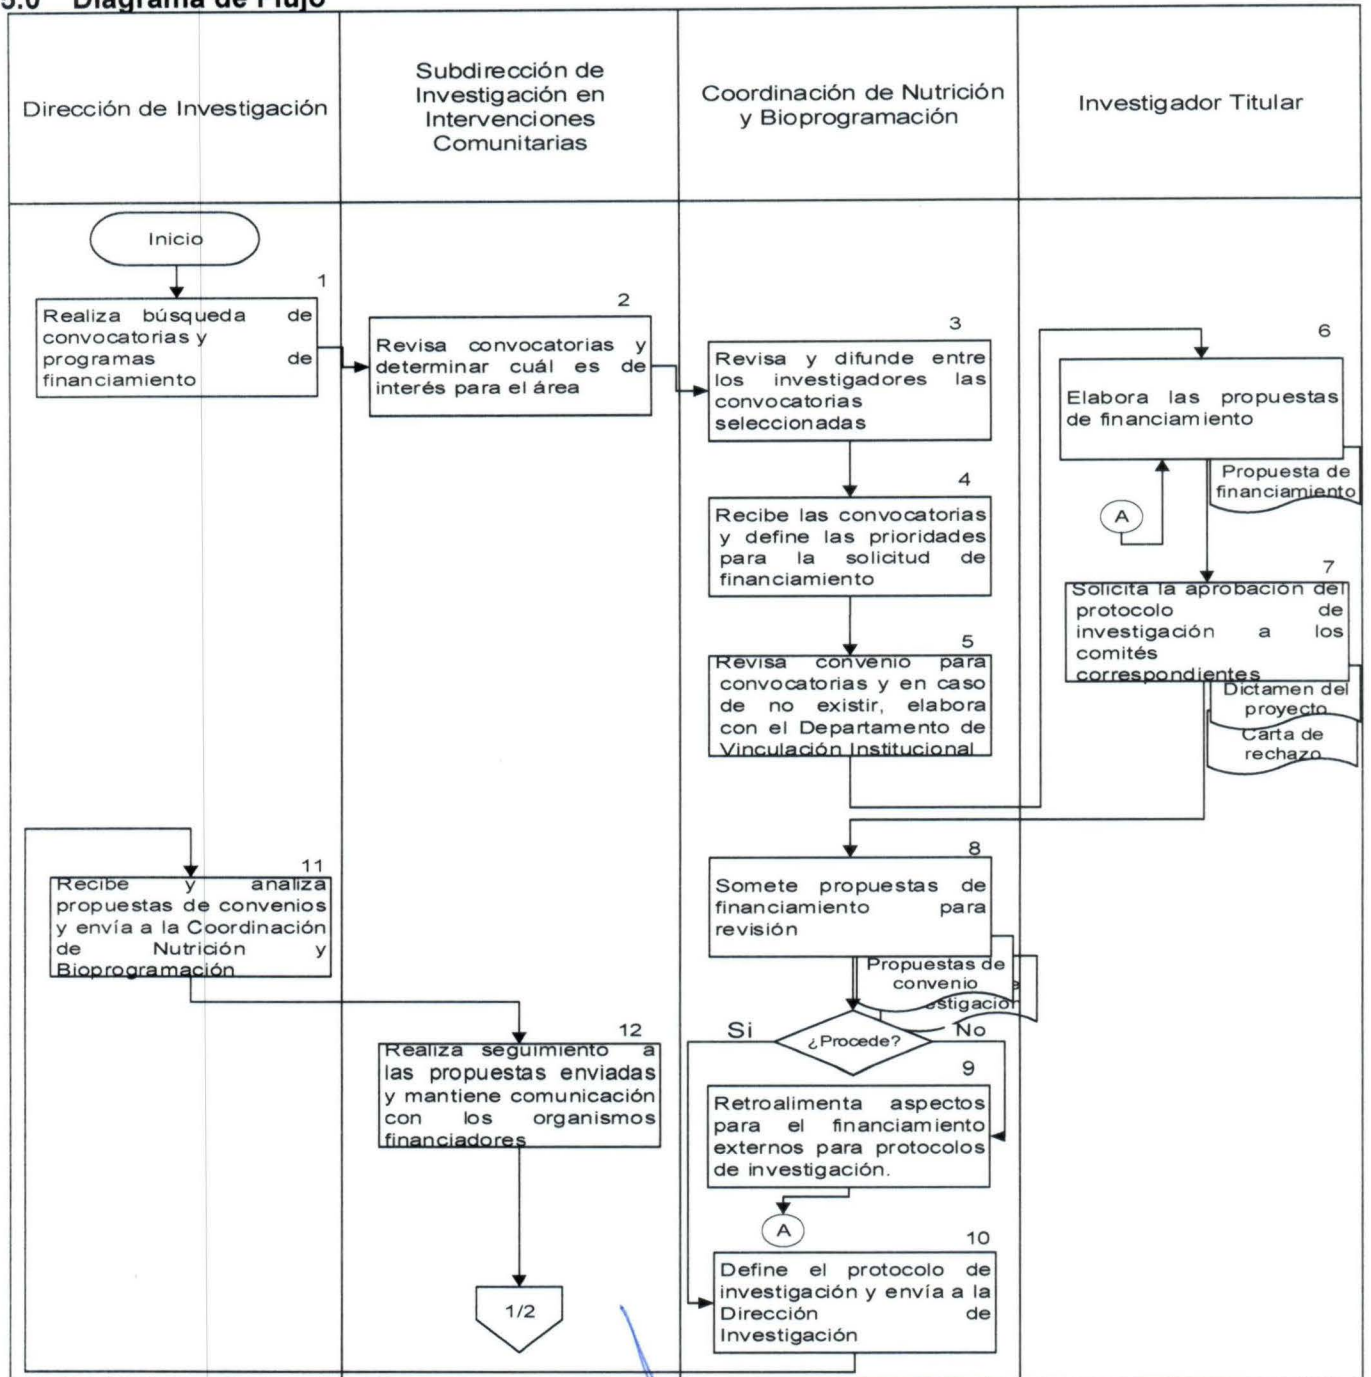 Diagrama de Flujo
Dirección de Investigación
Subdirección de
Investigación en
Intervenciones
Comunitarias
Coordinación de Nutrición
y Bioprogramación
Investigador Titular
Inicio
1
Realiza búsqueda de
convocatorias y
programas de
financiamiento
2
Revisa convocatorias y
determinar cuál es de
interés para el área
3
Revisa y difunde entre
los investigadores las
convocatorias
seleccionadas
4
Recibe las convocatorias
y define las prioridades
para la solicitud de
financiamiento
5
Revisa convenio para
convocatorias y en caso
de no existir, elabora
con el Departamento de
Vinculación Institucional
6
Elabora las propuestas
de financiamiento
Propuesta de
financiamiento
A
7
Solicita la aprobación del
protocolo de
investigación a los
comités
correspondientes
Dictamen del
proyecto
Carta de
rechazo
8
Somete propuestas de
financiamiento para
revisión
Propuestas de
convenio
¿Procede?
Si
No
9
Retroalimenta aspectos
para el financiamiento
externos para protocolos
de investigación.
A
10
Define el protocolo de
investigación y envía a la
Dirección de
Investigación
11
Recibe y analiza
propuestas de convenios
y envía a la Coordinación
de Nutrición y
Bioprogramación
12
Realiza seguimiento a
las propuestas enviadas
y mantiene comunicación
con los organismos
financiadores
1/2